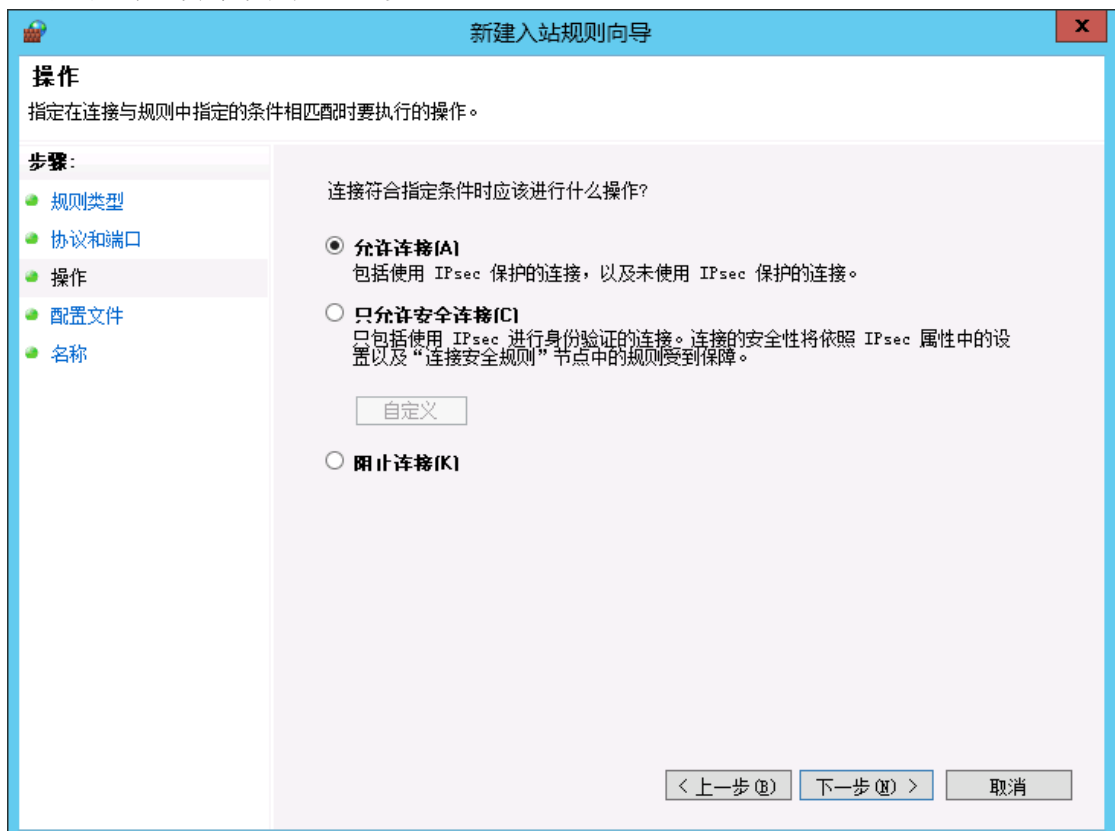 新建入站规则向导
x
操作
指定在连接与规则中指定的条件相匹配时要执行的操作。
步骤:
规则类型
协议和端口
操作
配置文件
名称
连接符合指定条件时应该进行什么操作?
允许连接(A)
包括使用 IPsec 保护的连接，以及未使用 IPsec 保护的连接。
只允许安全连接(C)
只包括使用 IPsec 进行身份验证的连接。连接的安全性将依照 IPsec 属性中的设
置以及“连接安全规则”节点中的规则受到保障。
自定义
阻止连接(K)
< 上一步(B)
下一步(N) >
取消